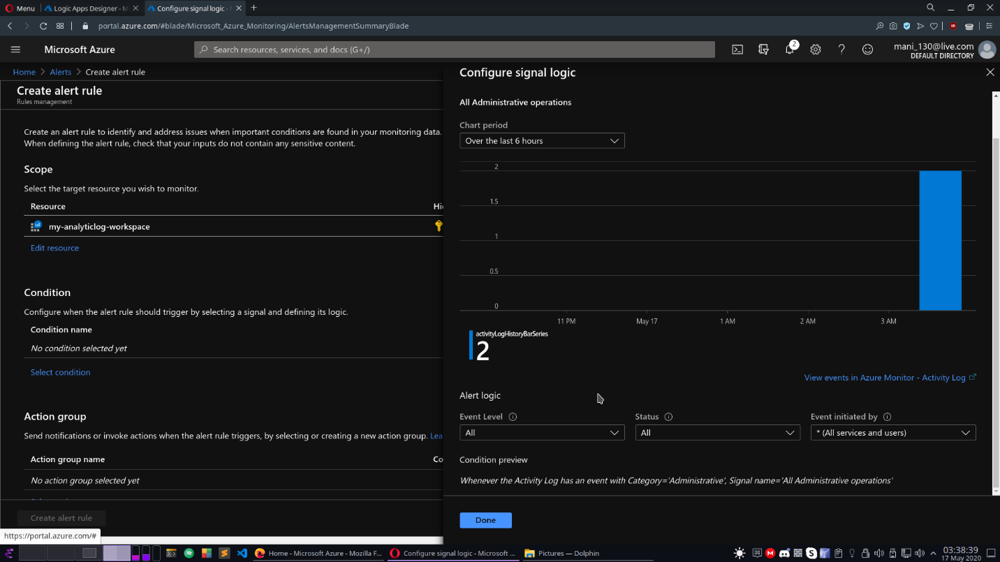 Menu
Logic Apps Designer - M
Configure signal logic -
portal.azure.com/#blade/Microsoft_Azure_Monitoring/AlertsManagementSummaryBlade
Microsoft Azure
Search resources, services, and docs (G+/)
2
mani_130@live.com
DEFAULT DIRECTORY
Home > Alerts > Create alert rule
Create alert rule
Rules management
Create an alert rule to identify and address issues when important conditions are found in your monitoring data.
When defining the alert rule, check that your inputs do not contain any sensitive content.
Scope
Select the target resource you wish to monitor.
Resource
Hi
my-analyticlog-workspace
Edit resource
Condition
Configure when the alert rule should trigger by selecting a signal and defining its logic.
Condition name
No condition selected yet
Select condition
Action group
Send notifications or invoke actions when the alert rule triggers, by selecting or creating a new action group. Lea
Action group name
Co
No action group selected yet
Create alert rule
https://portal.azure.com/#
Configure signal logic
All Administrative operations
Chart period
Over the last 6 hours
2
1.5
1
0.5
0
11 PM
May 17
1 AM
2 AM
3 AM
activityLogHistoryBarSeries
2
View events in Azure Monitor - Activity Log
Alert logic
Event Level
Status
Event initiated by
All
All
* (All services and users)
Condition preview
Whenever the Activity Log has an event with Category='Administrative', Signal name='All Administrative operations'
Done
Home - Microsoft Azure - Mozilla F...
Configure signal logic - Microsoft ...
Pictures — Dolphin
03:38:39
17 May 2020